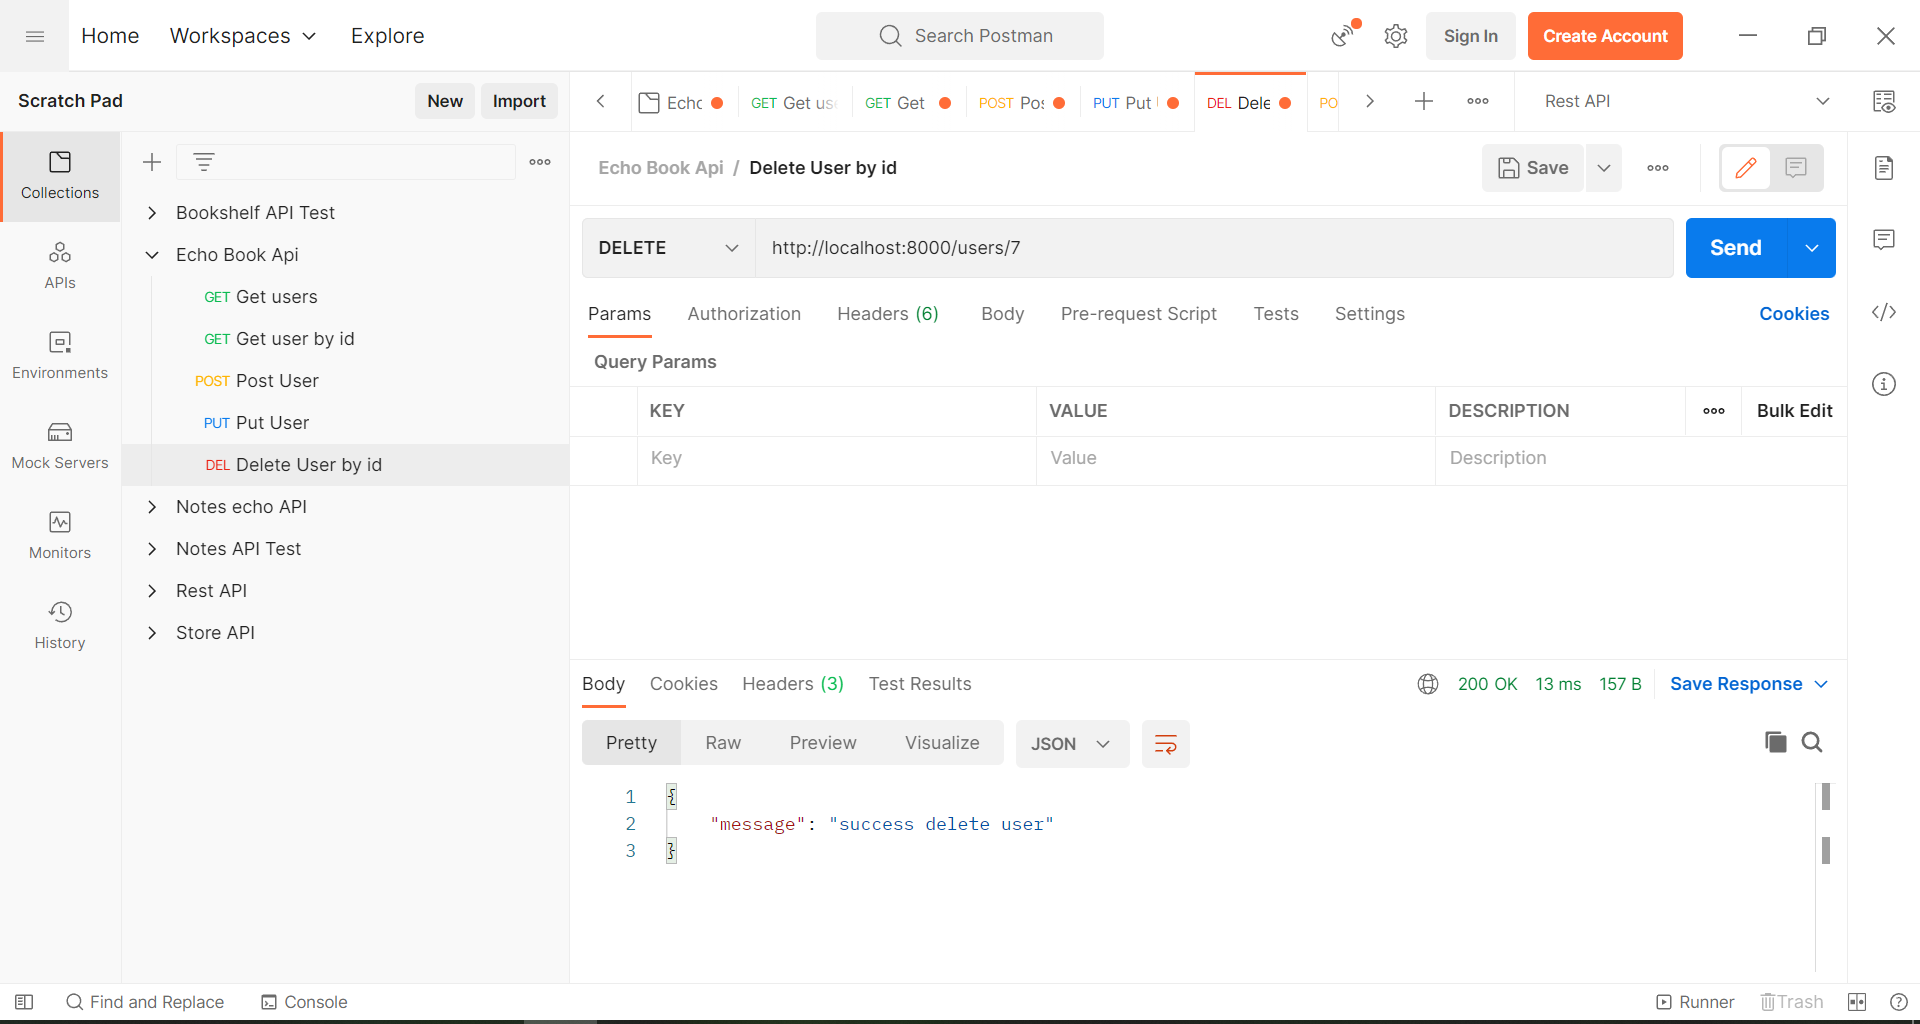 Home Workspaces Explore Search Postman Sign In Create Account
Scratch Pad New Import
Echo GET Get use GET Get POST Pos PUT Put DEL Dele PO Rest API
Collections
APIs
Environments
Mock Servers
Monitors
History
Bookshelf API Test
Echo Book Api
GET Get users
GET Get user by id
POST Post User
PUT Put User
DEL Delete User by id
Notes echo API
Notes API Test
Rest API
Store API
Echo Book Api / Delete User by id Save
DELETE http://localhost:8000/users/7 Send
Params Authorization Headers (6) Body Pre-request Script Tests Settings Cookies
Query Params
KEY VALUE DESCRIPTION Bulk Edit
Key Value Description
Body Cookies Headers (3) Test Results 200 OK 13 ms 157 B Save Response
Pretty Raw Preview Visualize JSON
1 {
2 "message": "success delete user"
3 }
Find and Replace Console Runner Trash